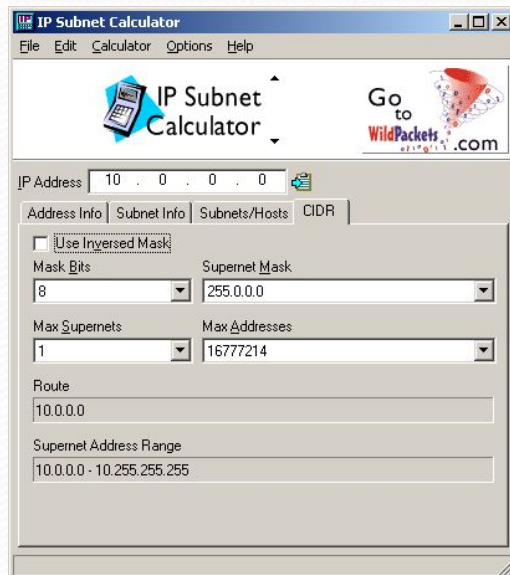 IP Subnet Calculator
File Edit Calculator Options Help
IP Subnet
Calculator
Go
to
WildPackets
.com
IP Address 10 . 0 . 0 . 0
Address Info Subnet Info Subnets/Hosts CIDR
Use Inversed Mask
Mask Bits Supernet Mask
8 255.0.0.0
Max Supernets Max Addresses
1 16777214
Route
10.0.0.0
Supernet Address Range
10.0.0.0 - 10.255.255.255